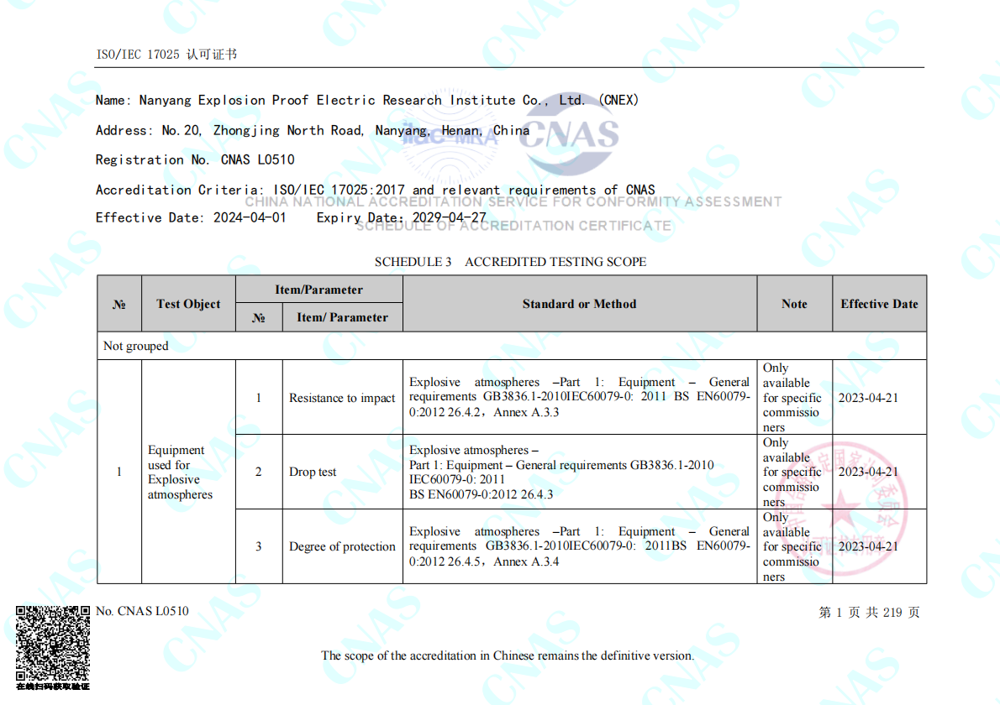 ISO/IEC 17025 认可证书
Name: Nanyang Explosion Proof Electric Research Institute Co., Ltd. (CNEX)
Address: No.20, Zhongjing North Road, Nanyang, Henan, China
ilac-MRA
CNAS
Registration No. CNAS L0510
Accreditation Criteria: ISO/IEC 17025:2017 and relevant requirements of CNAS
CHINA NATIONAL ACCREDITATION SERVICE FOR CONFORMITY ASSESSMENT
Effective Date: 2024-04-01 Expiry Date: 2029-04-27
SCHEDULE OF ACCREDITATION CERTIFICATE
SCHEDULE 3 ACCREDITED TESTING SCOPE
№
Test Object
Item/Parameter
№
Item/ Parameter
Standard or Method
Note
Effective Date
Not grouped
1
Equipment
used for
Explosive
atmospheres
1
Resistance to impact
Explosive atmospheres –Part 1: Equipment – General
requirements GB3836.1-2010IEC60079-0: 2011 BS EN60079-
0:2012 26.4.2，Annex A.3.3
Only
available
for specific
commissio
ners
2023-04-21
2
Drop test
Explosive atmospheres –
Part 1: Equipment – General requirements GB3836.1-2010
IEC60079-0: 2011
BS EN60079-0:2012 26.4.3
Only
available
for specific
commissio
ners
2023-04-21
3
Degree of protection
Explosive atmospheres –Part 1: Equipment – General
requirements GB3836.1-2010IEC60079-0: 2011BS EN60079-
0:2012 26.4.5，Annex A.3.4
Only
available
for specific
commissio
ners
2023-04-21
No. CNAS L0510
第 1 页 共 219 页
The scope of the accreditation in Chinese remains the definitive version.
在线扫码获取验证